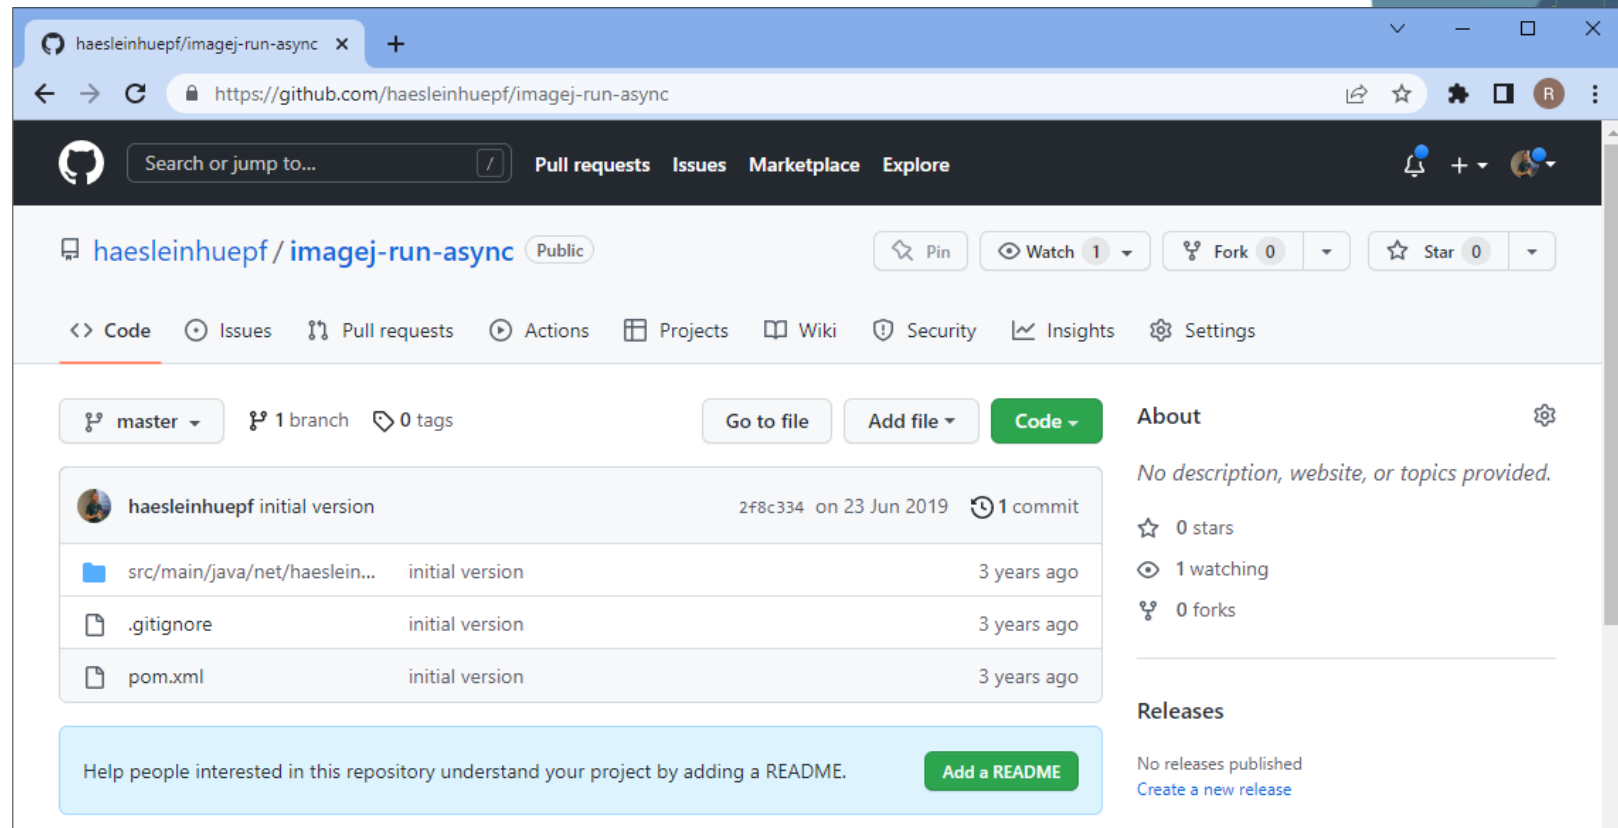 haesleinhuepf/imagej-run-async
https://github.com/haesleinhuepf/imagej-run-async
R
Search or jump to... / Pull requests Issues Marketplace Explore
haesleinhuepf / imagej-run-async Public Pin Watch 1 Fork 0 Star 0
Code Issues Pull requests Actions Projects Wiki Security Insights Settings
master 1 branch 0 tags Go to file Add file Code
haesleinhuepf initial version 2f8c334 on 23 Jun 2019 1 commit
src/main/java/net/haeslein... initial version 3 years ago
.gitignore initial version 3 years ago
pom.xml initial version 3 years ago
Help people interested in this repository understand your project by adding a README. Add a README
About
No description, website, or topics provided.
0 stars
1 watching
0 forks
Releases
No releases published
Create a new release